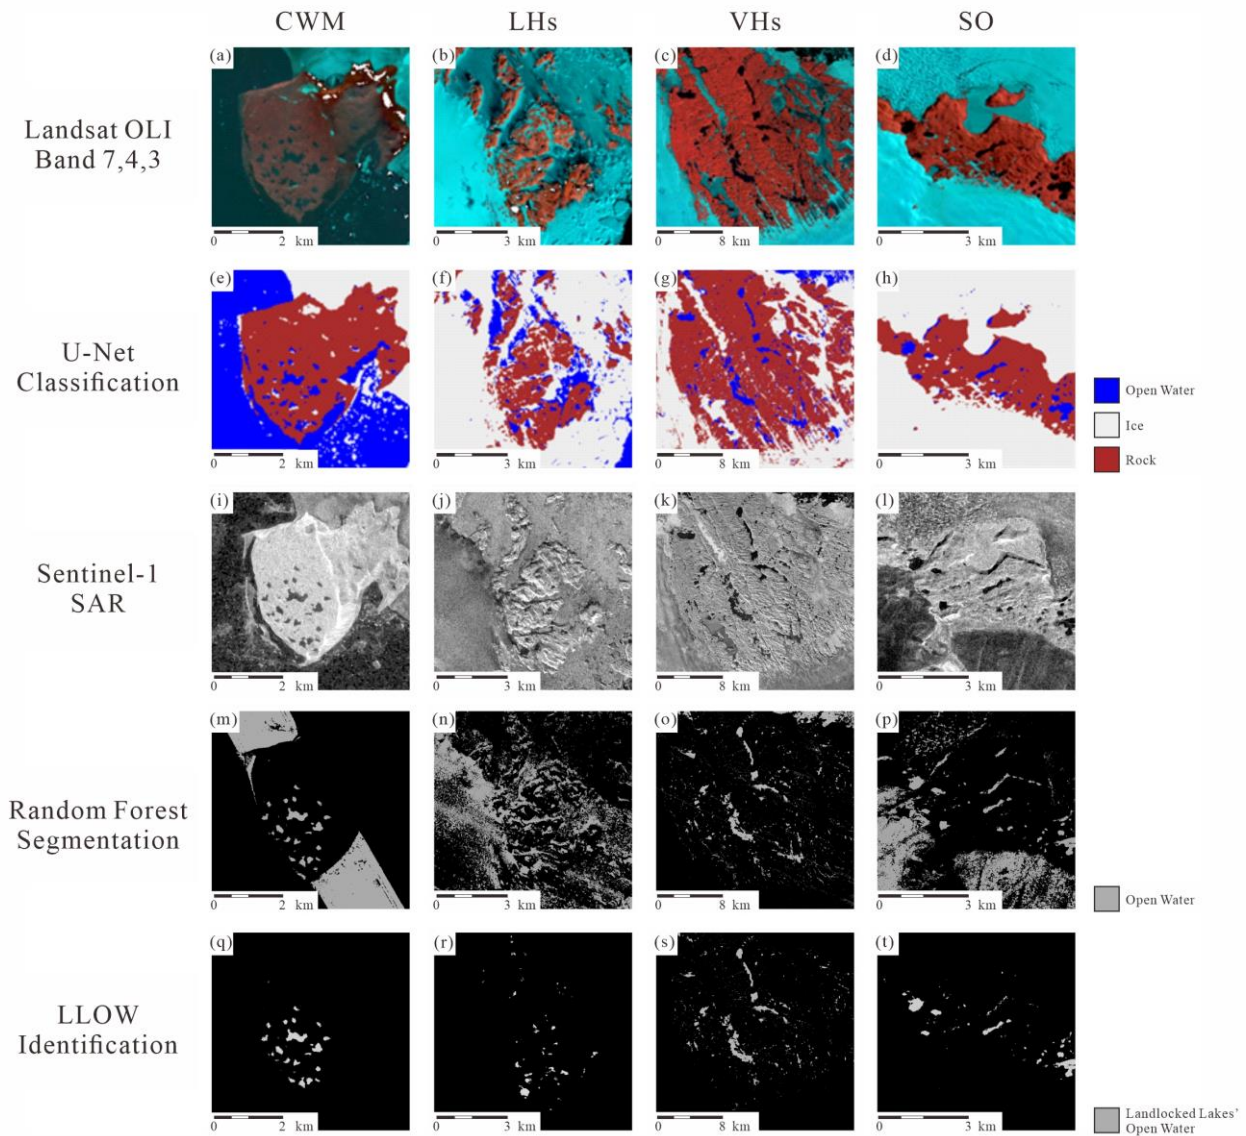 CWM LHs VHs SO
(a) (b) (c) (d)
Landsat OLI
Band 7,4,3
0 2 km 0 3 km 0 8 km 0 3 km
(e) (f) (g) (h)
U-Net
Classification
Open Water
Ice
Rock
0 2 km 0 3 km 0 8 km 0 3 km
(i) (j) (k) (l)
Sentinel-1
SAR
0 2 km 0 3 km 0 8 km 0 3 km
(m) (n) (o) (p)
Random Forest
Segmentation
Open Water
0 2 km 0 3 km 0 8 km 0 3 km
(q) (r) (s) (t)
LLOW
Identification
Landlocked Lakes'
Open Water
0 2 km 0 3 km 0 8 km 0 3 km